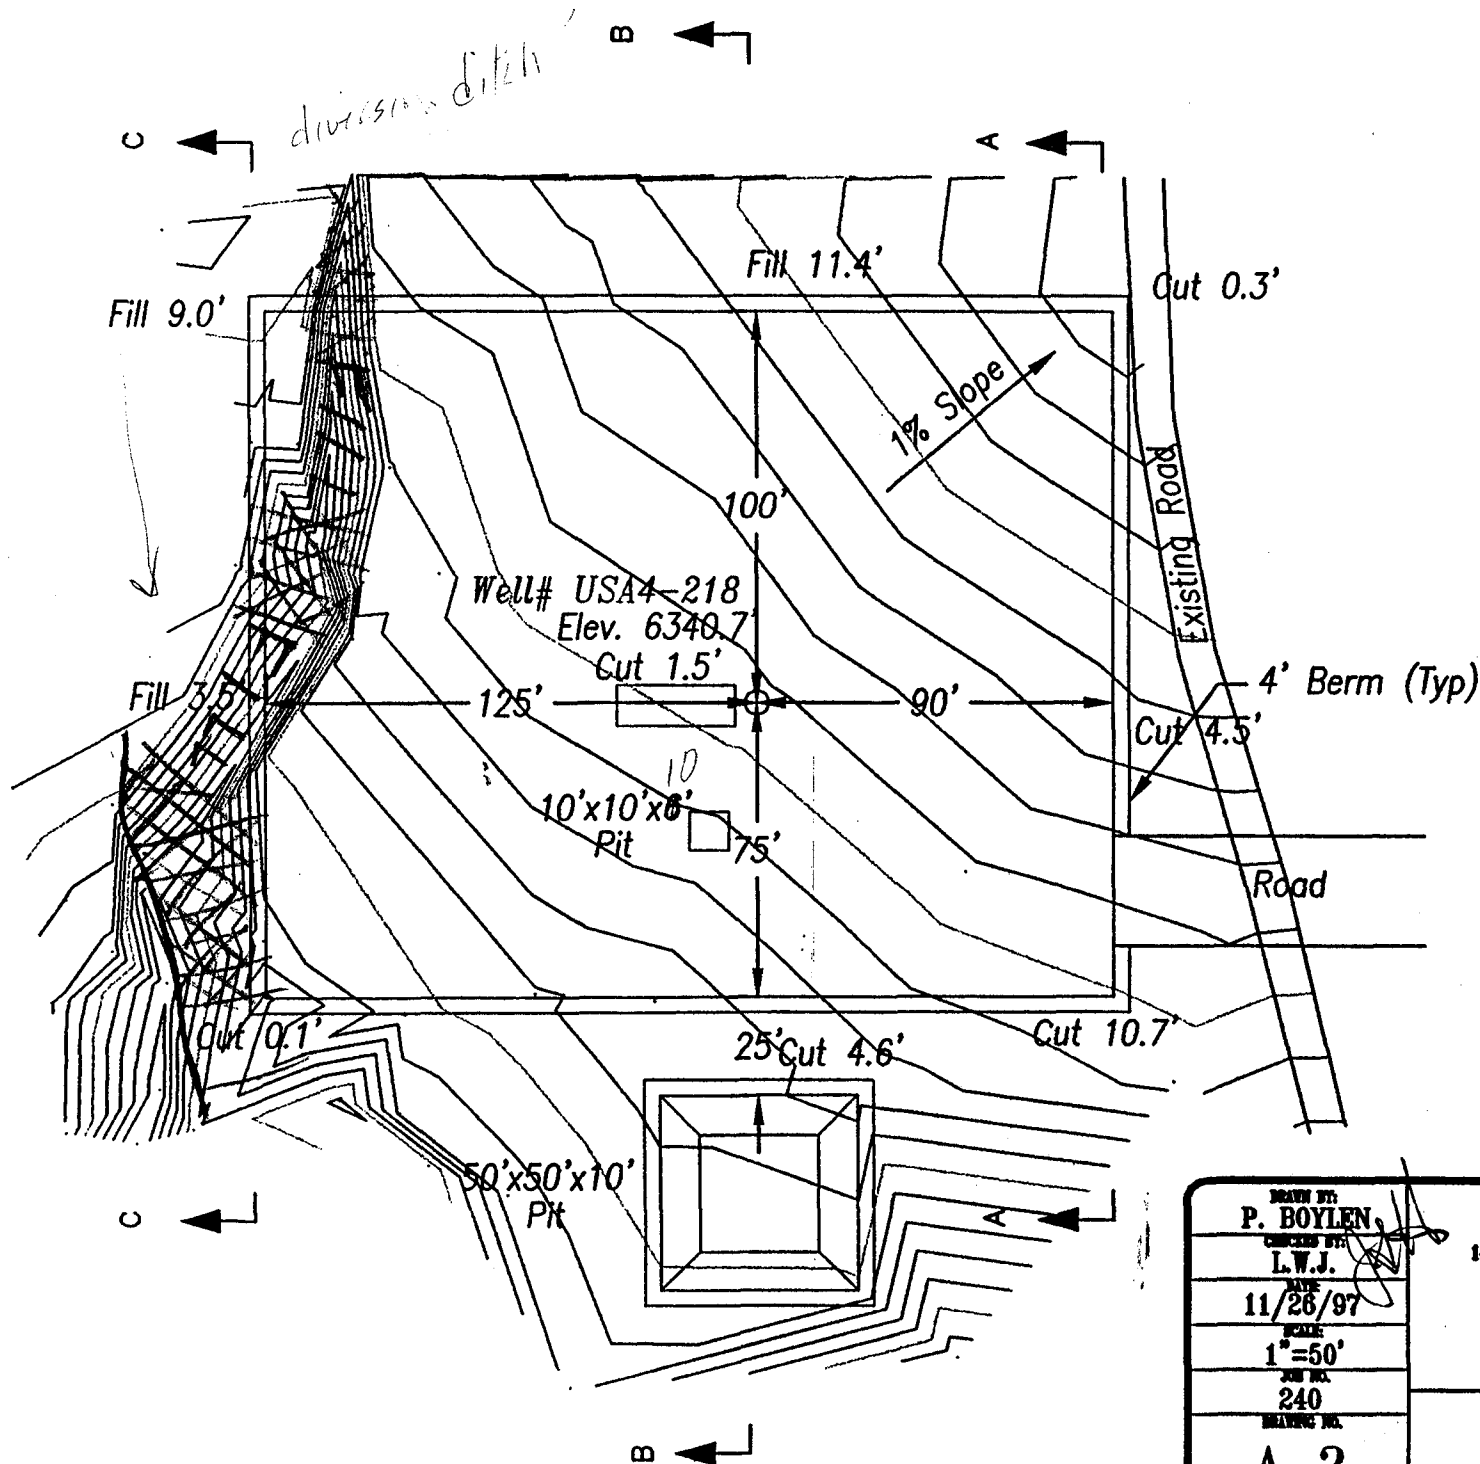 B
diversion ditch
C
A
Fill 11.4'
Cut 0.3'
Fill 9.0'
1% Slope
100'
Existing Road
Well# USA4-218
Elev. 6340.7'
Cut 1.5'
4' Berm (Typ)
Fill 3.5'
125'
90'
Cut 4.5'
10
10'x10'x6'
Pit
75'
Road
Cut 0.1'
25'
Cut 4.6'
Cut 10.7'
50'x50'x10'
Pit
C
A
DRAWN BY:
P. BOYLEN
CHECKED BY:
L.W.J.
DATE:
11/26/97
SCALE:
1"=50'
JOB NO.
240
DRAWING NO.
A-2
B